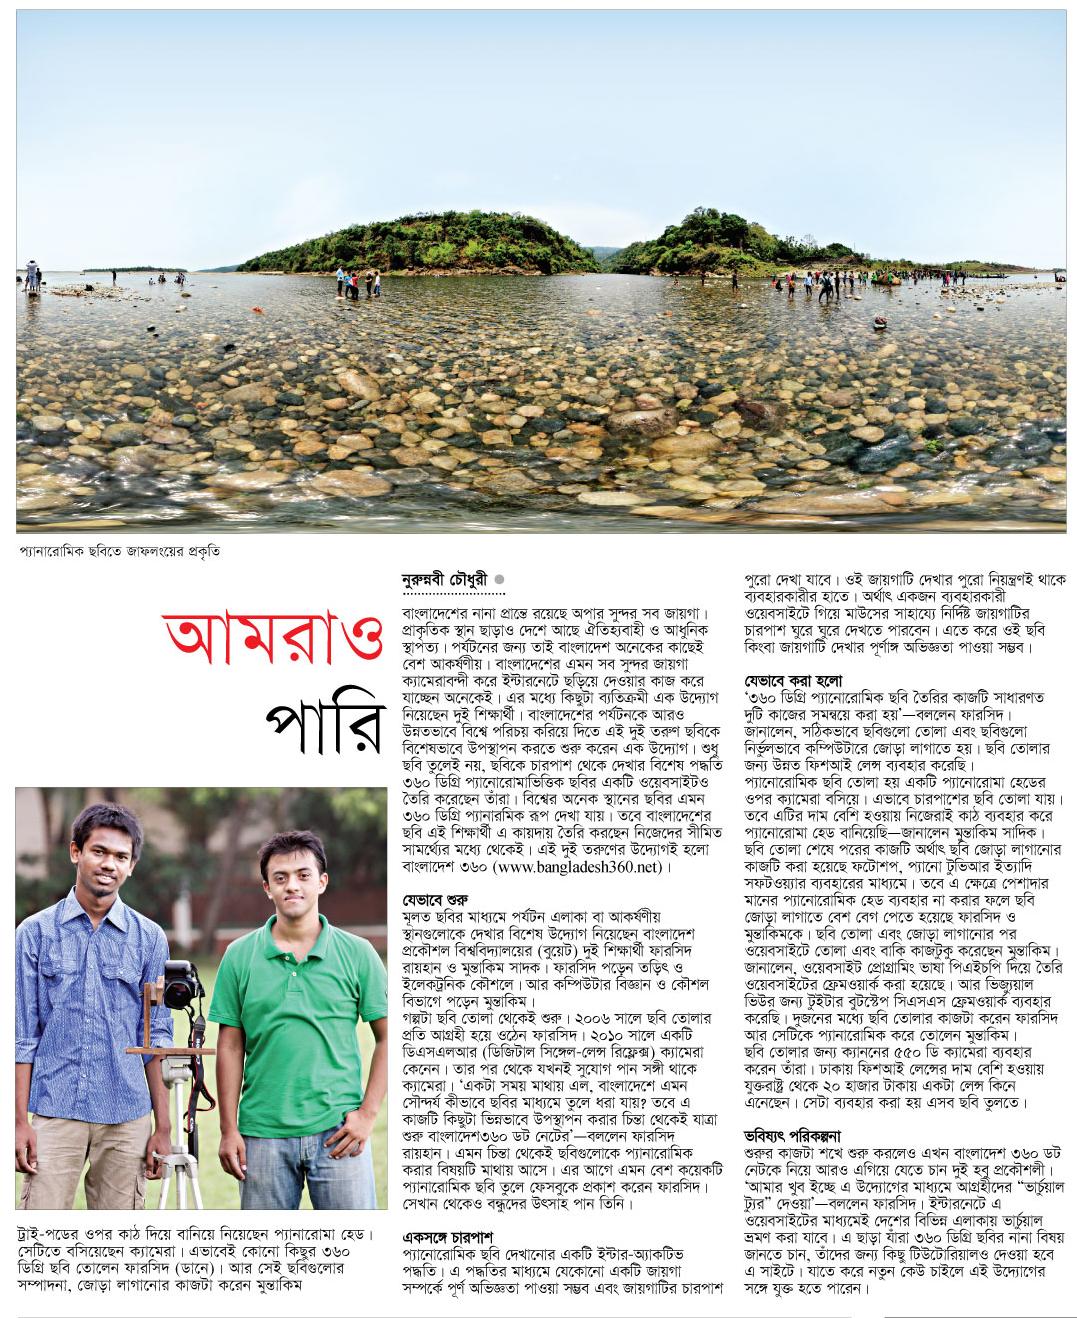 প্যানারোমিক ছবিতে জাফলংয়ের প্রকৃতি
আমরাও
পারি
ট্রাই-পডের ওপর কাঠ দিয়ে বানিয়ে নিয়েছেন প্যানারোমা হেড।
সেটিতে বসিয়েছেন ক্যামেরা। এভাবেই কোনো কিছুর ৩৬০
ডিগ্রি ছবি তোলেন ফারসিদ (ডানে)। আর সেই ছবিগুলোর
সম্পাদনা, জোড়া লাগানোর কাজটা করেন মুন্তাকিম
নুরুন্নবী চৌধুরী
বাংলাদেশের নানা প্রান্তে রয়েছে অপার সুন্দর সব জায়গা।
প্রাকৃতিক স্থান ছাড়াও দেশে আছে ঐতিহ্যবাহী ও আধুনিক
স্থাপত্য। পর্যটনের জন্য তাই বাংলাদেশ অনেকের কাছেই
বেশ আকর্ষণীয়। বাংলাদেশের এমন সব সুন্দর জায়গা
ক্যামেরাবন্দী করে ইন্টারনেটে ছড়িয়ে দেওয়ার কাজ করে
যাচ্ছেন অনেকেই। এর মধ্যে কিছুটা ব্যতিক্রমী এক উদ্যোগ
নিয়েছেন দুই শিক্ষার্থী। বাংলাদেশের পর্যটনকে আরও
উন্নতভাবে বিশ্বে পরিচয় করিয়ে দিতে এই দুই তরুণ ছবিকে
বিশেষভাবে উপস্থাপন করতে শুরু করেন এক উদ্যোগ। শুধু
ছবি তুলেই নয়, ছবিকে চারপাশ থেকে দেখার বিশেষ পদ্ধতি
৩৬০ ডিগ্রি প্যানোরোমাভিত্তিক ছবির একটি ওয়েবসাইটও
তৈরি করেছেন তাঁরা। বিশ্বের অনেক স্থানের ছবির এমন
৩৬০ ডিগ্রি প্যানারমিক রূপ দেখা যায়। তবে বাংলাদেশের
ছবি এই শিক্ষার্থী এ কায়দায় তৈরি করছেন নিজেদের সীমিত
সামর্থ্যের মধ্যে থেকেই। এই দুই তরুণের উদ্যোগই হলো
বাংলাদেশ ৩৬০ (www.bangladesh360.net)।
যেভাবে শুরু
মূলত ছবির মাধ্যমে পর্যটন এলাকা বা আকর্ষণীয়
স্থানগুলোকে দেখার বিশেষ উদ্যোগ নিয়েছেন বাংলাদেশ
প্রকৌশল বিশ্ববিদ্যালয়ের (বুয়েট) দুই শিক্ষার্থী ফারসিদ
রায়হান ও মুন্তাকিম সাদক। ফারসিদ পড়েন তড়িৎ ও
ইলেকট্রনিক কৌশলে। আর কম্পিউটার বিজ্ঞান ও কৌশল
বিভাগে পড়েন মুন্তাকিম।
গল্পটা ছবি তোলা থেকেই শুরু। ২০০৬ সালে ছবি তোলার
প্রতি আগ্রহী হয়ে ওঠেন ফারসিদ। ২০১০ সালে একটি
ডিএসএলআর (ডিজিটাল সিঙ্গেল-লেন্স রিফ্লেক্স) ক্যামেরা
কেনেন। তার পর থেকে যখনই সুযোগ পান সঙ্গী থাকে
ক্যামেরা। ‘একটা সময় মাথায় এল, বাংলাদেশে এমন
সৌন্দর্য কীভাবে ছবির মাধ্যমে তুলে ধরা যায়? তবে এ
কাজটি কিছুটা ভিন্নভাবে উপস্থাপন করার চিন্তা থেকেই যাত্রা
শুরু বাংলাদেশ৩৬০ ডট নেটের’—বললেন ফারসিদ
রায়হান। এমন চিন্তা থেকেই ছবিগুলোকে প্যানারোমিক
করার বিষয়টি মাথায় আসে। এর আগে এমন বেশ কয়েকটি
প্যানারোমিক ছবি তুলে ফেসবুকে প্রকাশ করেন ফারসিদ।
সেখান থেকেও বন্ধুদের উৎসাহ পান তিনি।
একসঙ্গে চারপাশ
প্যানোরোমিক ছবি দেখানোর একটি ইন্টার-অ্যাকটিভ
পদ্ধতি। এ পদ্ধতির মাধ্যমে যেকোনো একটি জায়গা
সম্পর্কে পূর্ণ অভিজ্ঞতা পাওয়া সম্ভব এবং জায়গাটির চারপাশ
পুরো দেখা যাবে। ওই জায়গাটি দেখার পুরো নিয়ন্ত্রণই থাকে
ব্যবহারকারীর হাতে। অর্থাৎ একজন ব্যবহারকারী
ওয়েবসাইটে গিয়ে মাউসের সাহায্যে নির্দিষ্ট জায়গাটির
চারপাশ ঘুরে ঘুরে দেখতে পারবেন। এতে করে ওই ছবি
কিংবা জায়গাটি দেখার পূর্ণাঙ্গ অভিজ্ঞতা পাওয়া সম্ভব।
যেভাবে করা হলো
‘৩৬০ ডিগ্রি প্যানোরোমিক ছবি তৈরির কাজটি সাধারণত
দুটি কাজের সমন্বয়ে করা হয়’—বললেন ফারসিদ।
জানালেন, সঠিকভাবে ছবিগুলো তোলা এবং ছবিগুলো
নির্ভুলভাবে কম্পিউটারে জোড়া লাগাতে হয়। ছবি তোলার
জন্য উন্নত ফিশআই লেন্স ব্যবহার করেছি।
প্যানোরোমিক ছবি তোলা হয় একটি প্যানোরোমা হেডের
ওপর ক্যামেরা বসিয়ে। এভাবে চারপাশের ছবি তোলা যায়।
তবে এটির দাম বেশি হওয়ায় নিজেরাই কাঠ ব্যবহার করে
প্যানোরোমা হেড বানিয়েছি—জানালেন মুন্তাকিম সাদিক।
ছবি তোলা শেষে পরের কাজটি অর্থাৎ ছবি জোড়া লাগানোর
কাজটি করা হয়েছে ফটোশপ, প্যানো টুভিআর ইত্যাদি
সফটওয়্যার ব্যবহারের মাধ্যমে। তবে এ ক্ষেত্রে পেশাদার
মানের প্যানোরোমিক হেড ব্যবহার না করার ফলে ছবি
জোড়া লাগাতে বেশ বেগ পেতে হয়েছে ফারসিদ ও
মুন্তাকিমকে। ছবি তোলা এবং জোড়া লাগানোর পর
ওয়েবসাইটে তোলা এবং বাকি কাজটুকু করেছেন মুন্তাকিম।
জানালেন, ওয়েবসাইট প্রোগ্রামিং ভাষা পিএইচপি দিয়ে তৈরি
ওয়েবসাইটের ফ্রেমওয়ার্ক করা হয়েছে। আর ভিজ্যুয়াল
ভিউর জন্য টুইটার বুটস্টেপ সিএসএস ফ্রেমওয়ার্ক ব্যবহার
করেছি। দুজনের মধ্যে ছবি তোলার কাজটা করেন ফারসিদ
আর সেটিকে প্যানোরামিক করে তোলেন মুন্তাকিম।
ছবি তোলার জন্য ক্যাননের ৫৫০ ডি ক্যামেরা ব্যবহার
করেন তাঁরা। ঢাকায় ফিশআই লেন্সের দাম বেশি হওয়ায়
যুক্তরাষ্ট্র থেকে ২০ হাজার টাকায় একটা লেন্স কিনে
এনেছেন। সেটা ব্যবহার করা হয় এসব ছবি তুলতে।
ভবিষ্যৎ পরিকল্পনা
শুরুর কাজটা শখে শুরু করলেও এখন বাংলাদেশ ৩৬০ ডট
নেটকে নিয়ে আরও এগিয়ে যেতে চান দুই হবু প্রকৌশলী।
‘আমার খুব ইচ্ছে এ উদ্যোগের মাধ্যমে আগ্রহীদের “ভার্চুয়াল
ট্যুর” দেওয়া’—বললেন ফারসিদ। ইন্টারনেটে এ
ওয়েবসাইটের মাধ্যমেই দেশের বিভিন্ন এলাকায় ভার্চুয়াল
ভ্রমণ করা যাবে। এ ছাড়া যাঁরা ৩৬০ ডিগ্রি ছবির নানা বিষয়
জানতে চান, তাঁদের জন্য কিছু টিউটোরিয়ালও দেওয়া হবে
এ সাইটে। যাতে করে নতুন কেউ চাইলে এই উদ্যোগের
সঙ্গে যুক্ত হতে পারেন।